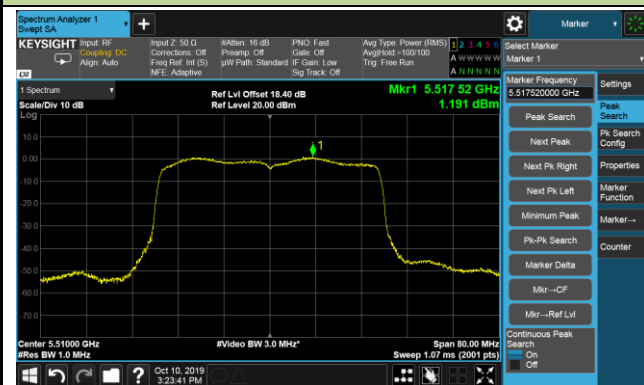 Spectrum Analyzer 1
Swept SA
Marker
KEYSIGHT
Input: RF
Coupling: DC
Align: Auto
Input Z: 50 Ω
Corrections: Off
Freq Ref: Int (S)
NFE: Adaptive
#Atten: 16 dB
Preamp: Off
µW Path: Standard
PNO: Fast
Gate: Off
IF Gain: Low
Sig Track: Off
Avg Type: Power (RMS)
Avg|Hold:>100/100
Trig: Free Run
1 2 3 4 5 6
A W W W W W
A N N N N N
LXI
Select Marker
Marker 1
1 Spectrum
Scale/Div 10 dB
Log
Ref Lvl Offset 18.40 dB
Ref Level 20.00 dBm
Mkr1 5.517 52 GHz
1.191 dBm
1
10.0
0.00
-10.0
-20.0
-30.0
-40.0
-50.0
-60.0
-70.0
Center 5.51000 GHz
#Res BW 1.0 MHz
#Video BW 3.0 MHz*
Span 80.00 MHz
Sweep 1.07 ms (2001 pts)
Marker Frequency
5.517520000 GHz
Peak Search
Next Peak
Next Pk Right
Next Pk Left
Minimum Peak
Pk-Pk Search
Marker Delta
Mkr→CF
Mkr→Ref Lvl
Continuous Peak
Search
On
Off
Settings
Peak
Search
Pk Search
Config
Properties
Marker
Function
Marker→
Counter
Oct 10, 2019
3:23:41 PM